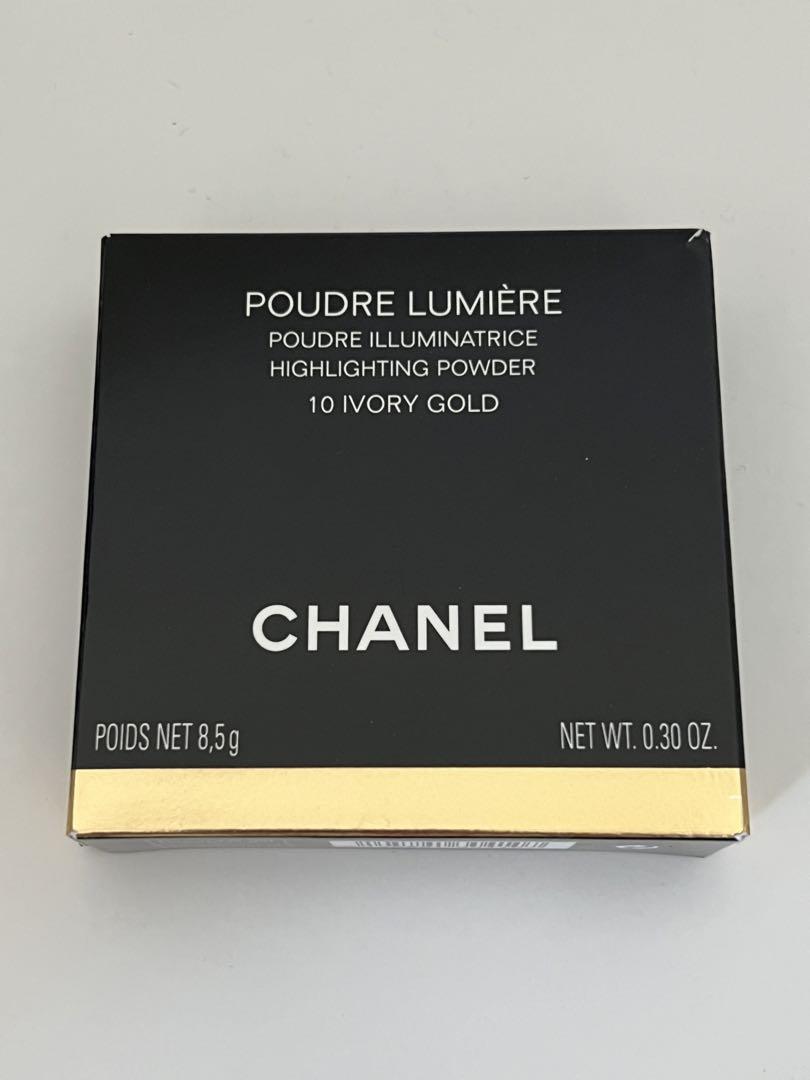 POUDRE LUMIÈRE
POUDRE ILLUMINATRICE
HIGHLIGHTING POWDER
10 IVORY GOLD
CHANEL
POIDS NET 8,5g
NET WT. 0.30 OZ.